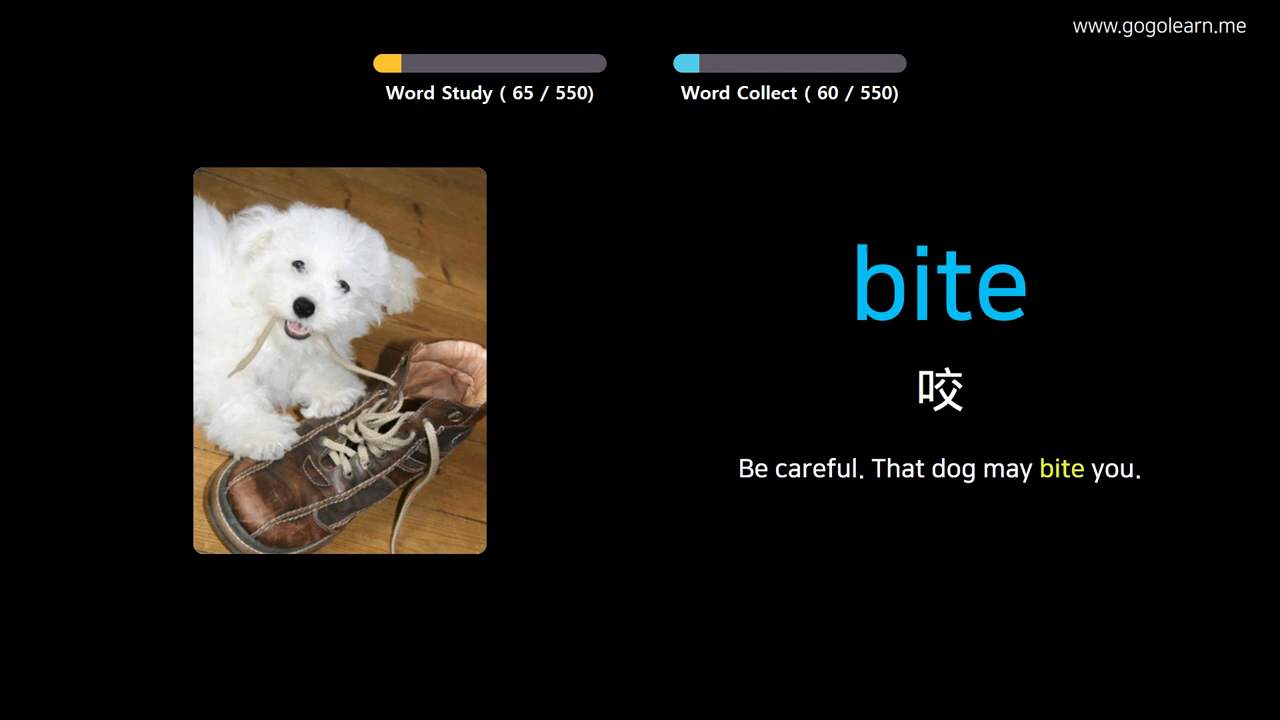 www.gogolearn.me
Word Study ( 65 / 550)
Word Collect ( 60 / 550)
bite
咬
Be careful. That dog may bite you.